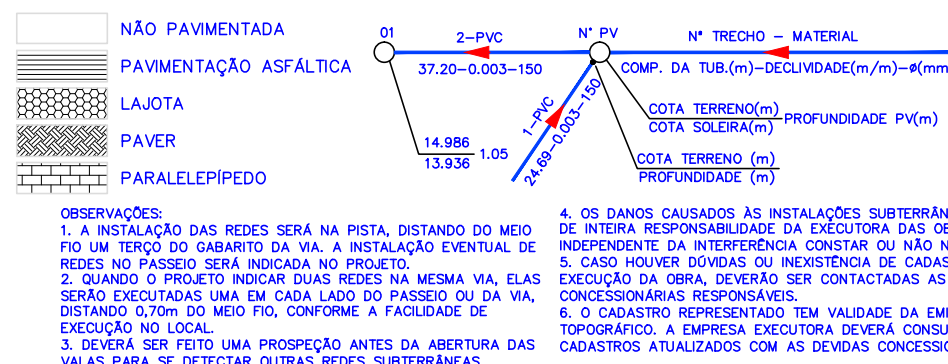 NÃO PAVIMENTADA
PAVIMENTAÇÃO ASFÁLTICA
LAJOTA
PAVER
PARALELEPÍPEDO
01
2-PVC
37.20-0.003-150
14.986
13.936
1.05
1-PVC
24.69-0.003-150
N° PV
Nª TRECHO - MATERIAL
COMP. DA TUB.(m)-DECLIVIDADE(m/m)-ø(mm
COTA TERRENO(m)
COTA SOLEIRA(m)
PROFUNDIDADE PV(m)
COTA TERRENO (m)
PROFUNDIDADE (m)
OBSERVAÇÕES:
1. A INSTALAÇÃO DAS REDES SERÁ NA PISTA, DISTANDO DO MEIO
FIO UM TERÇO DO GABARITO DA VIA. A INSTALAÇÃO EVENTUAL DE
REDES NO PASSEIO SERÁ INDICADA NO PROJETO.
2. QUANDO O PROJETO INDICAR DUAS REDES NA MESMA VIA, ELAS
SERÃO EXECUTADAS UMA EM CADA LADO DO PASSEIO OU DA VIA,
DISTANDO 0,70m DO MEIO FIO, CONFORME A FACILIDADE DE
EXECUÇÃO NO LOCAL.
3. DEVERÁ SER FEITO UMA PROSPEÇÃO ANTES DA ABERTURA DAS
VALAS PARA SE DETECTAR OUTRAS REDES SUBTERRÂNEAS
4. OS DANOS CAUSADOS ÀS INSTALAÇÕES SUBTERRÂN
DE INTEIRA RESPONSABILIDADE DA EXECUTORA DAS OB
INDEPENDENTE DA INTERFERÊNCIA CONSTAR OU NÃO N
5. CASO HOUVER DÚVIDAS OU INEXISTÊNCIA DE CADAS
EXECUÇÃO DA OBRA, DEVERÃO SER CONTACTADAS AS
CONCESSIONÁRIAS RESPONSÁVEIS.
6. O CADASTRO REPRESENTADO TEM VALIDADE DA EMI
TOPOGRÁFICO. A EMPRESA EXECUTORA DEVERÁ CONSU
CADASTROS ATUALIZADOS COM AS DEVIDAS CONCESSIO